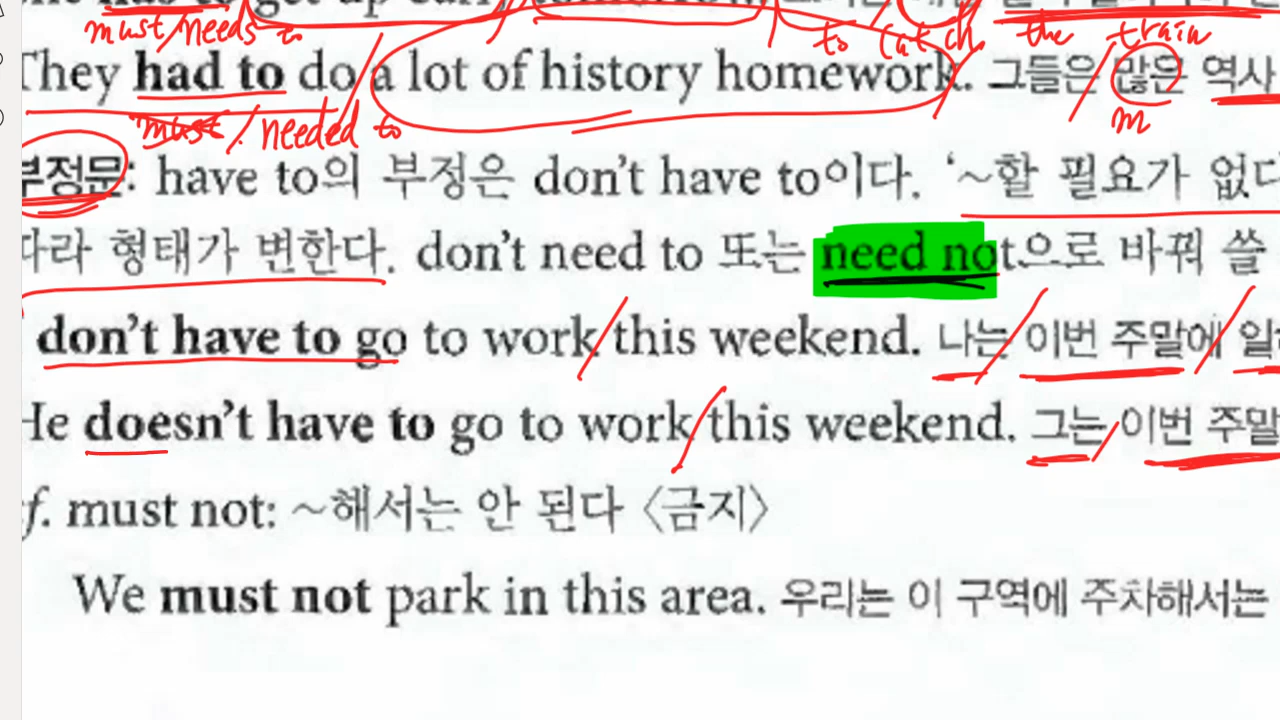 get up early tomorrow
must/needs to
to catch the train
They had to do a lot of history homework. 그들은 많은 역사
must / needed to
m
부정문: have to의 부정은 don't have to이다. '~할 필요가 없다
따라 형태가 변한다. don't need to 또는 need not으로 바꿔 쓸
don't have to go to work this weekend. 나는 이번 주말에
He doesn't have to go to work this weekend. 그는 이번 주말
cf. must not: ~해서는 안 된다 〈금지〉
We must not park in this area. 우리는 이 구역에 주차해서는